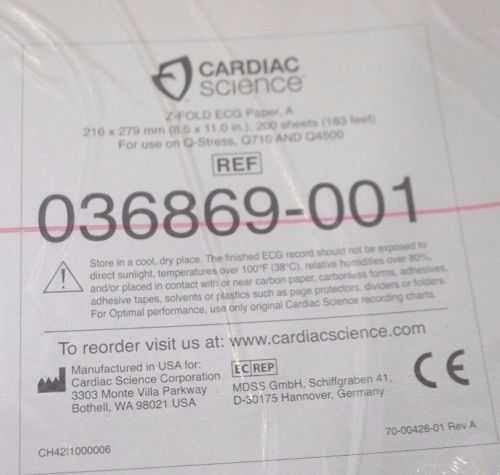 CARDIAC
science
Z-FOLD ECG Paper, A
216 x 279 mm (8.5 x 11.0 in.), 200 sheets (183 feet)
For use on Q-Stress, Q710 AND Q4500
REF
036869-001
Store in a cool, dry place. The finished ECG record should not be exposed to
direct sunlight, temperatures over 100°F (38°C), relative humidities over 80%,
and/or placed in contact with or near carbon paper, carbonless forms, adhesives,
adhesive tapes, solvents or plastics such as page protectors, dividers or folders.
For Optimal performance, use only original Cardiac Science recording charts.
To reorder visit us at: www.cardiacscience.com
Manufactured in USA for:
Cardiac Science Corporation
3303 Monte Villa Parkway
Bothell, WA 98021 USA
EC REP
MDSS GmbH, Schiffgraben 41,
D-30175 Hannover, Germany
CE
70-00426-01 Rev A